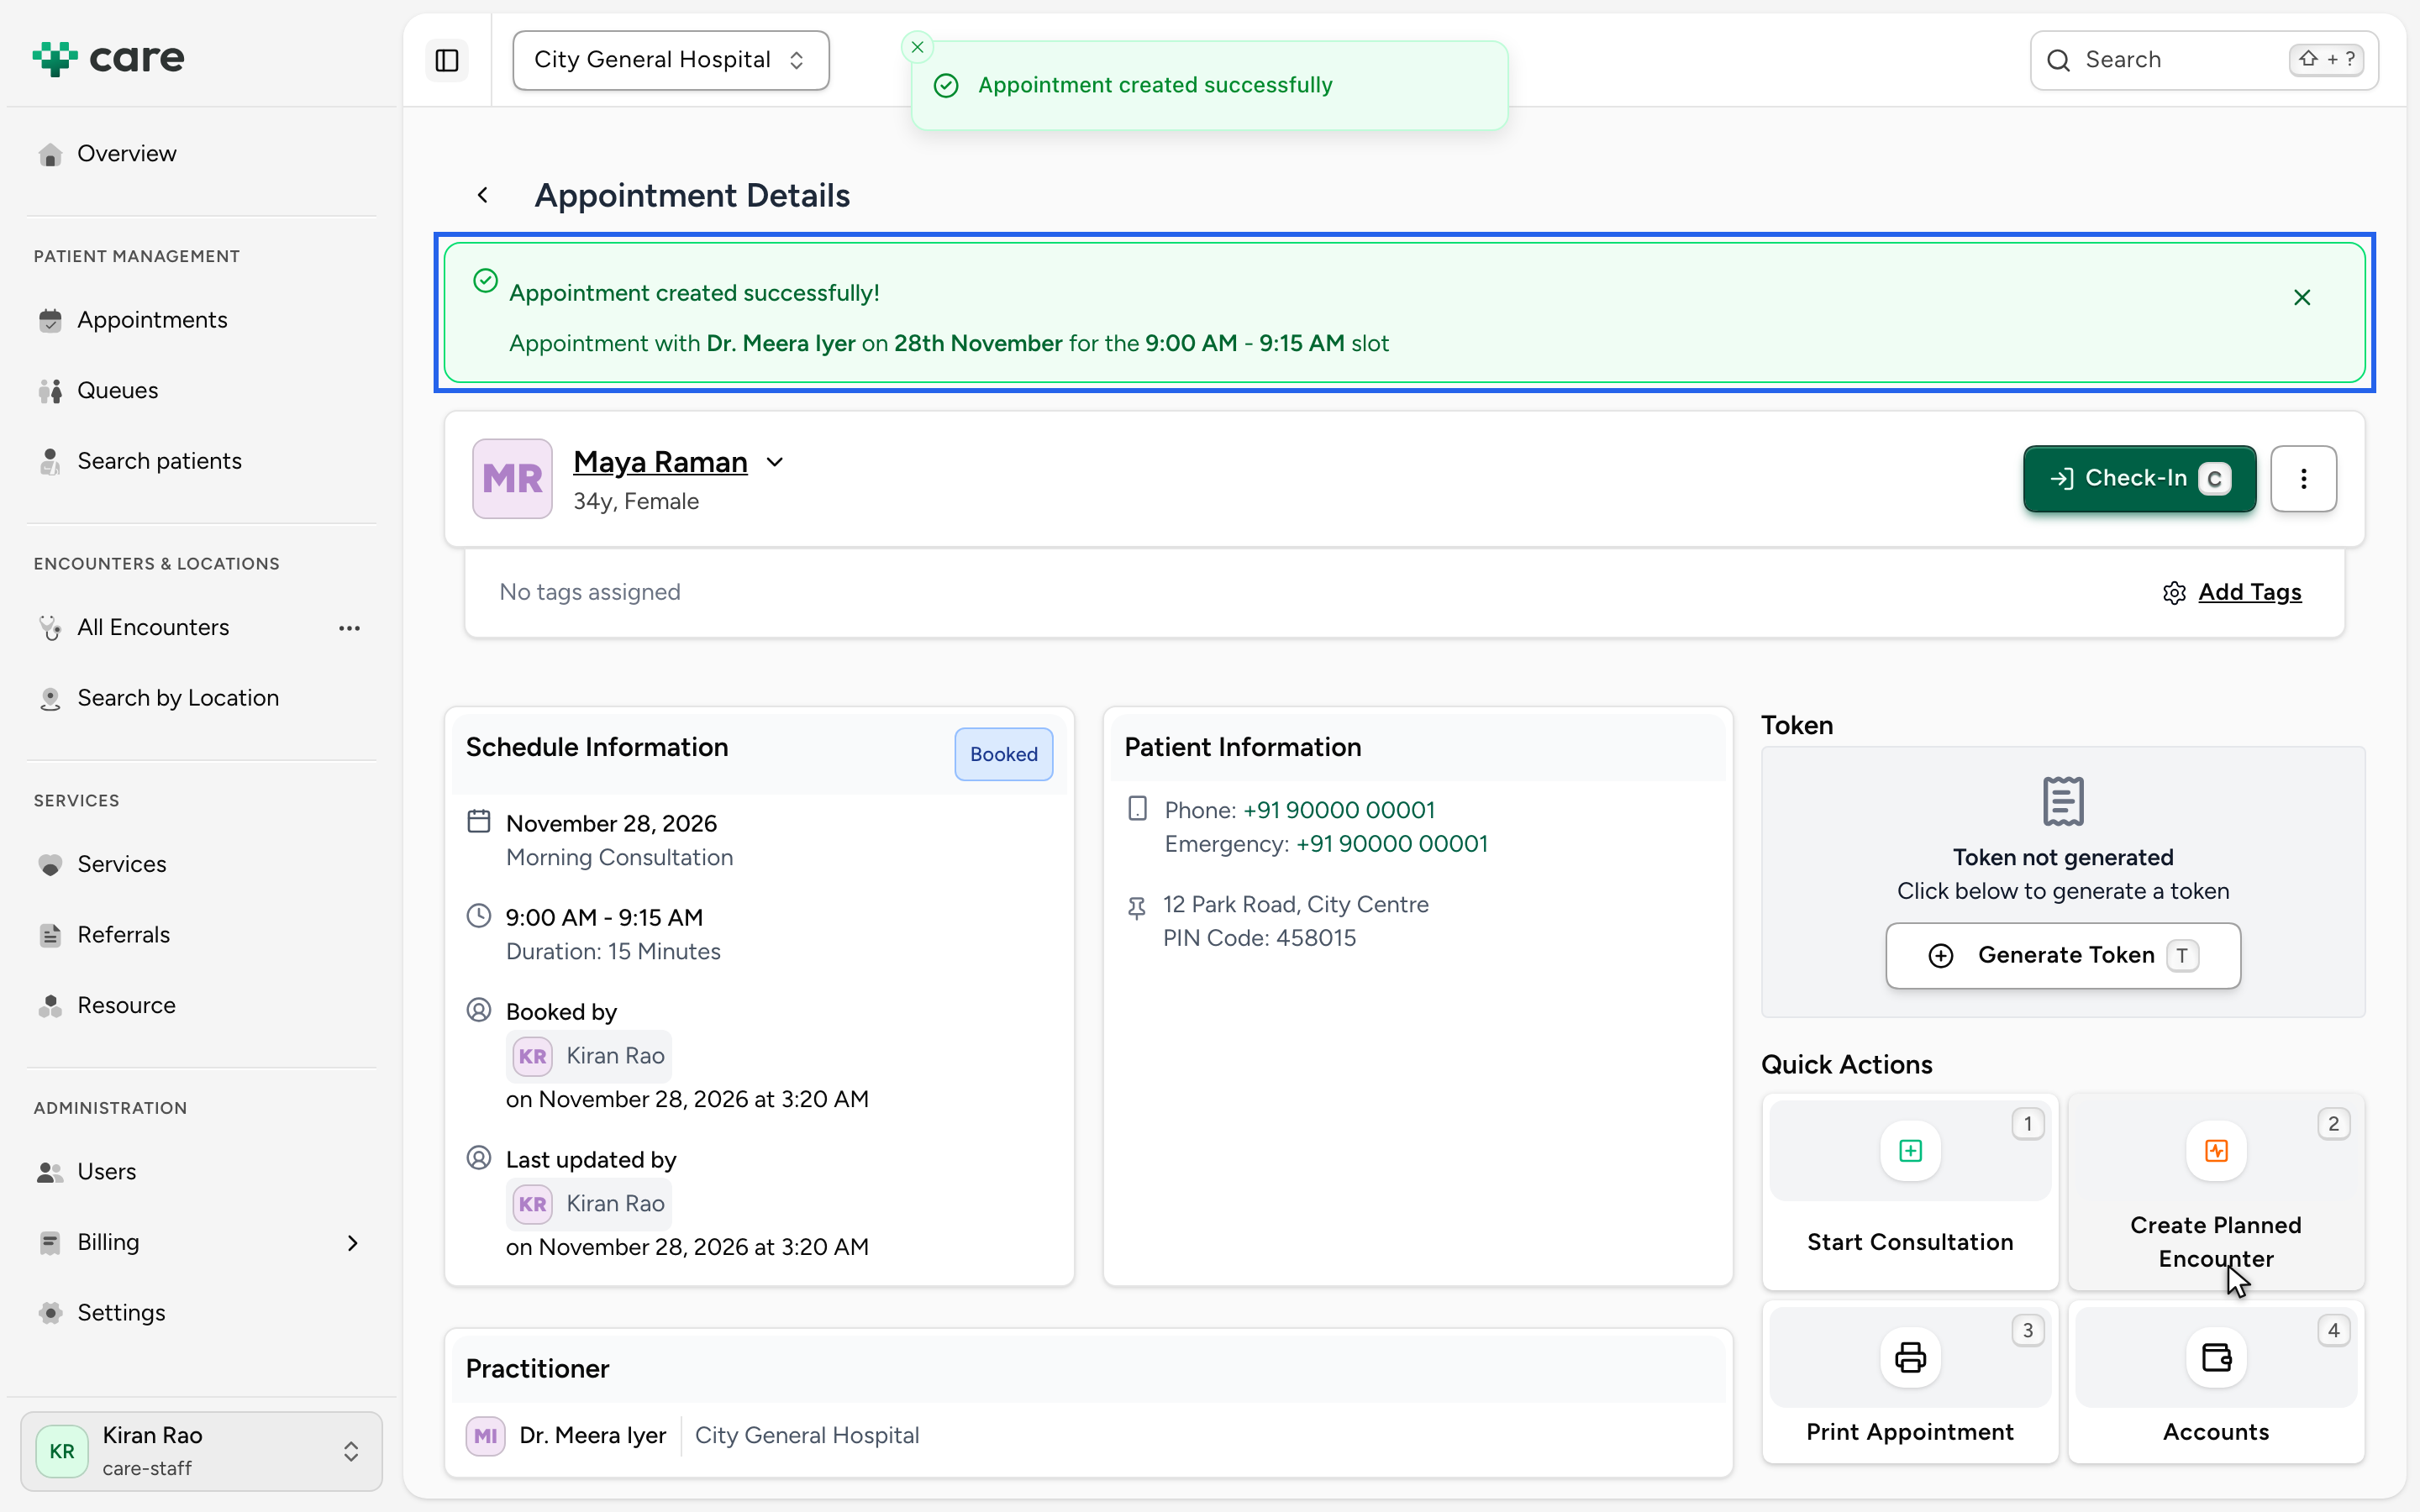 care
City General Hospital
Appointment created successfully
Search
+ ?
Overview
PATIENT MANAGEMENT
Appointments
Queues
Search patients
ENCOUNTERS & LOCATIONS
All Encounters
Search by Location
SERVICES
Services
Referrals
Resource
ADMINISTRATION
Users
Billing
Settings
KR
Kiran Rao
care-staff
Appointment Details
Appointment created successfully!
Appointment with Dr. Meera Iyer on 28th November for the 9:00 AM - 9:15 AM slot
MR
Maya Raman
34y, Female
Check-In C
No tags assigned
Add Tags
Schedule Information
Booked
November 28, 2026
Morning Consultation
9:00 AM - 9:15 AM
Duration: 15 Minutes
Booked by
KR Kiran Rao
on November 28, 2026 at 3:20 AM
Last updated by
KR Kiran Rao
on November 28, 2026 at 3:20 AM
Patient Information
Phone: +91 90000 00001
Emergency: +91 90000 00001
12 Park Road, City Centre
PIN Code: 458015
Practitioner
MI Dr. Meera Iyer City General Hospital
Token
Token not generated
Click below to generate a token
Generate Token T
Quick Actions
1
Start Consultation
2
Create Planned
Encounter
3
Print Appointment
4
Accounts